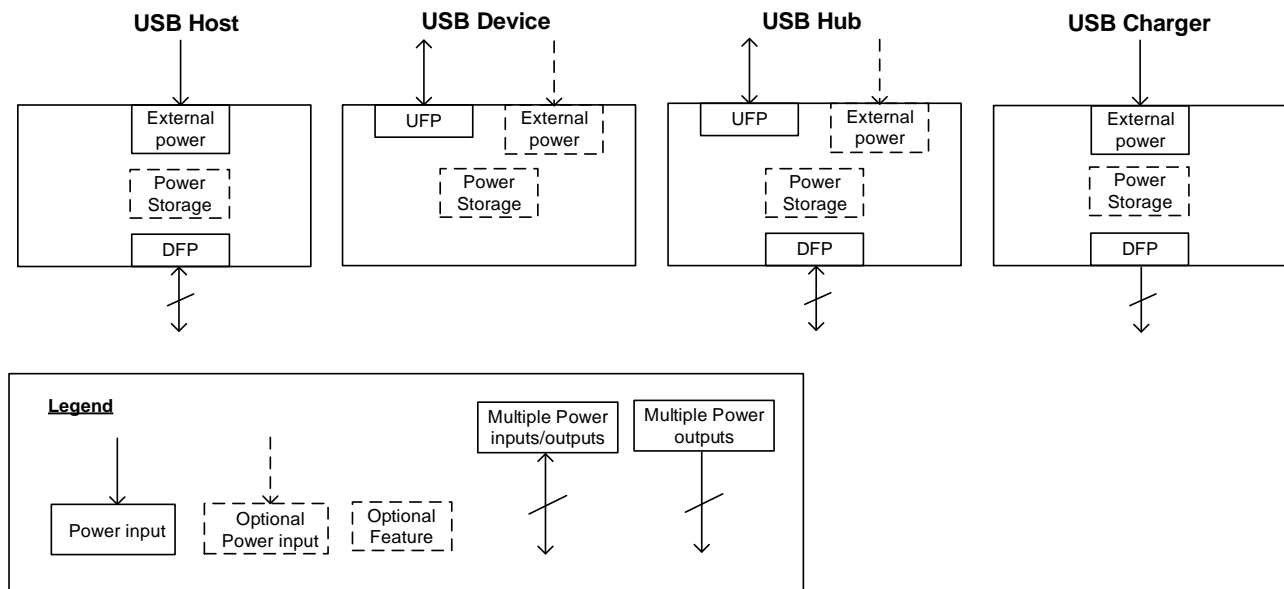 USB Host
USB Device
USB Hub
USB Charger
External
power
Power
Storage
DFP
UFP
External
power
Power
Storage
UFP
External
power
Power
Storage
DFP
External
power
Power
Storage
DFP
Legend
Power input
Optional
Power input
Optional
Feature
Multiple Power
inputs/outputs
Multiple Power
outputs